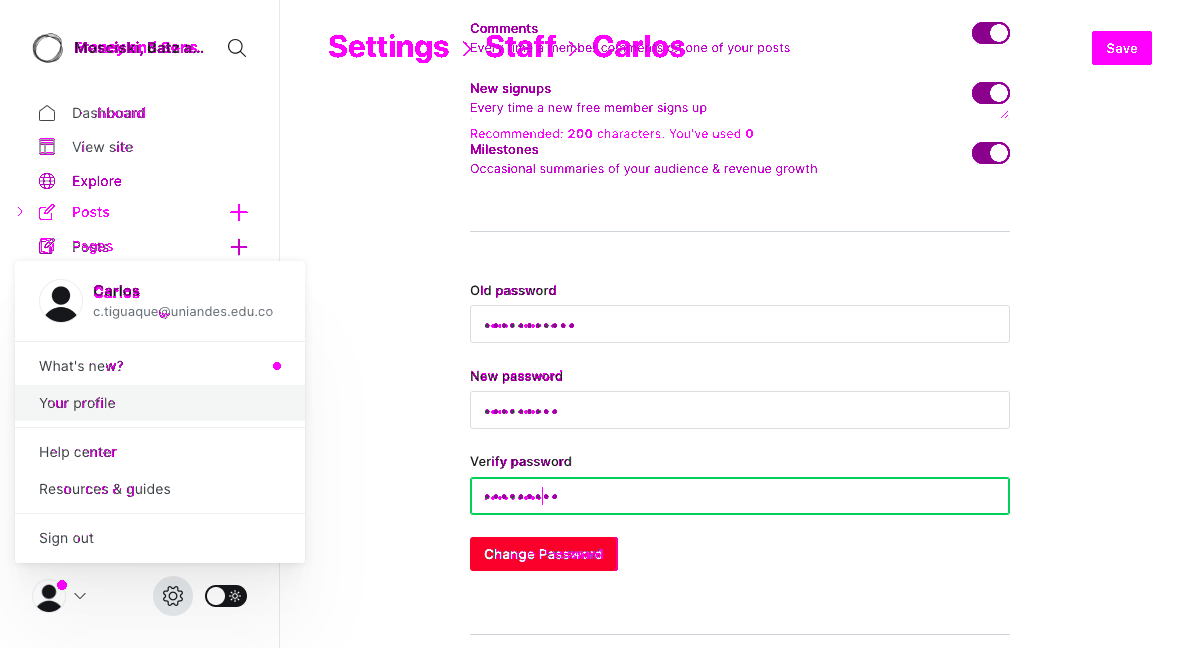 Settings > Staff > Carlos
Save
Dashboard
View site
Explore
Posts
Carlos
c.tiguaque@uniandes.edu.co
What's new?
Your profile
Help center
Resources & guides
Sign out
Comments
Every time a member comments on one of your posts
New signups
Every time a new free member signs up
Recommended: 200 characters. You've used 0
Milestones
Occasional summaries of your audience & revenue growth
Old password
New password
Verify password
Change Password